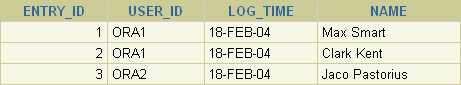 ENTRY_ID USER_ID LOG_TIME NAME
1 ORA1 18-FEB-04 Max Smart
2 ORA1 18-FEB-04 Clark Kent
3 ORA2 18-FEB-04 Jaco Pastorius